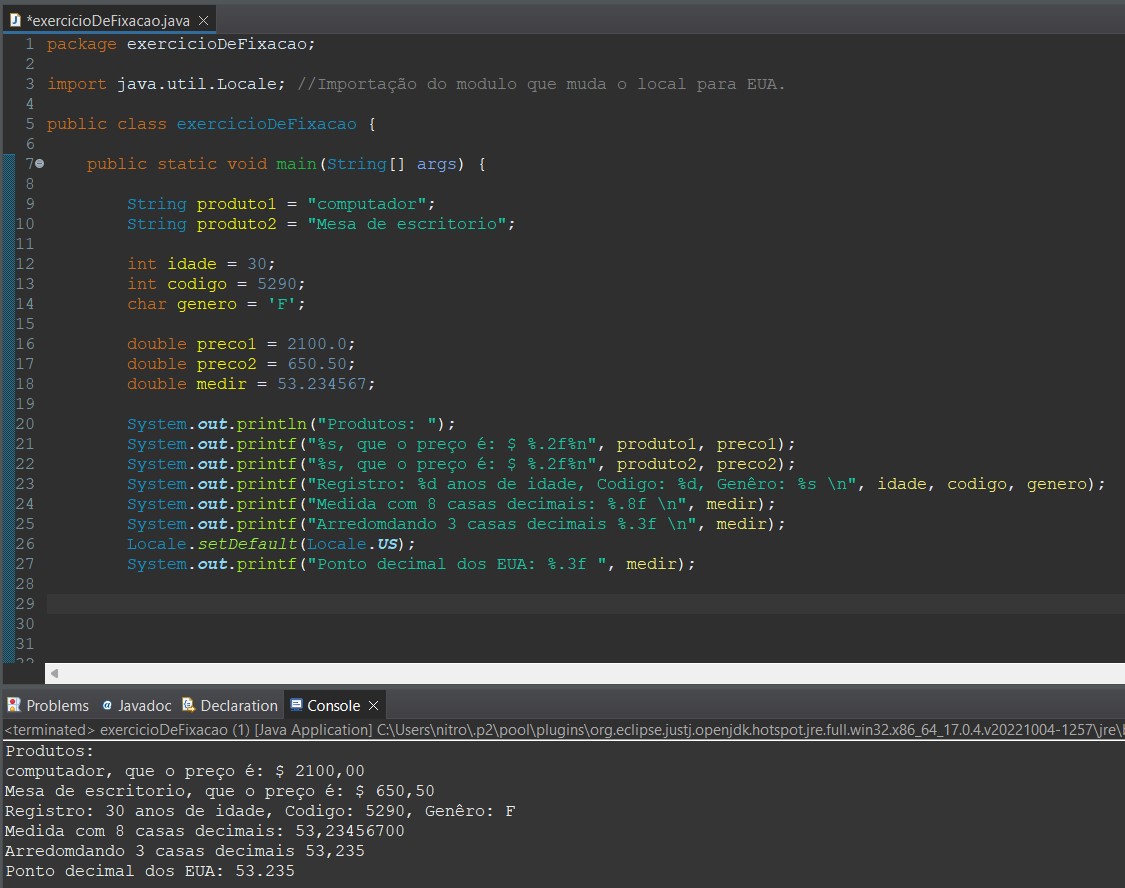 *exercicioDeFixacao.java
1 package exercicioDeFixacao;
2
3 import java.util.Locale; //Importação do modulo que muda o local para EUA.
4
5 public class exercicioDeFixacao {
6
7 public static void main(String[] args) {
8
9 String produto1 = "computador";
10 String produto2 = "Mesa de escritorio";
11
12 int idade = 30;
13 int codigo = 5290;
14 char genero = 'F';
15
16 double preco1 = 2100.0;
17 double preco2 = 650.50;
18 double medir = 53.234567;
19
20 System.out.println("Produtos: ");
21 System.out.printf("%s, que o preço é: $ %.2f%n", produto1, preco1);
22 System.out.printf("%s, que o preço é: $ %.2f%n", produto2, preco2);
23 System.out.printf("Registro: %d anos de idade, Codigo: %d, Genêro: %s \n", idade, codigo, genero);
24 System.out.printf("Medida com 8 casas decimais: %.8f \n", medir);
25 System.out.printf("Arredomdando 3 casas decimais %.3f \n", medir);
26 Locale.setDefault(Locale.US);
27 System.out.printf("Ponto decimal dos EUA: %.3f ", medir);
28
29
30
31
32
Problems Javadoc Declaration Console
<terminated> exercicioDeFixacao (1) [Java Application] C:\Users\nitro\.p2\pool\plugins\org.eclipse.justj.openjdk.hotspot.jre.full.win32.x86_64_17.0.4.v20221004-1257\jre\
Produtos:
computador, que o preço é: $ 2100,00
Mesa de escritorio, que o preço é: $ 650,50
Registro: 30 anos de idade, Codigo: 5290, Genêro: F
Medida com 8 casas decimais: 53,23456700
Arredomdando 3 casas decimais 53,235
Ponto decimal dos EUA: 53.235